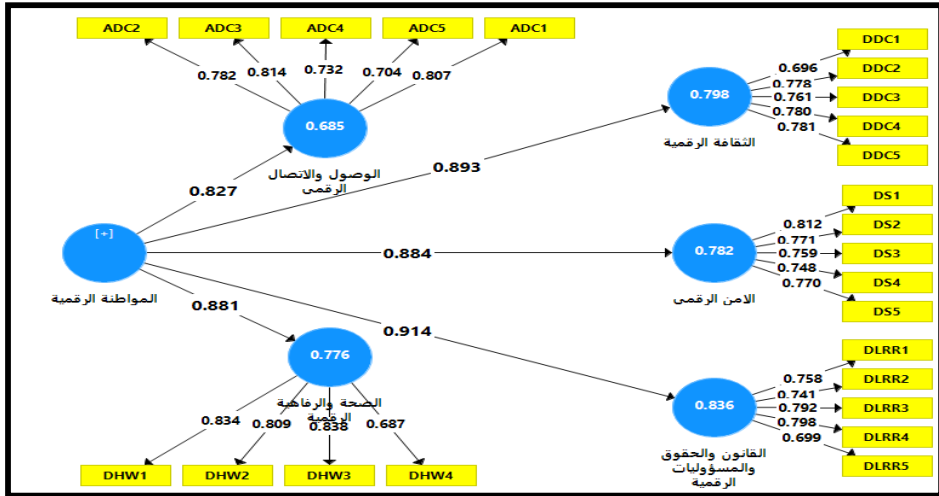 ADC2 ADC3 ADC4 ADC5 ADC1
0.782 0.814 0.732 0.704 0.807
0.685
الوصول والاتصال
الرقمي
0.827
[+]
المواطنة الرقمية
0.893
0.884
0.881
0.914
0.798
الثقافة الرقمية
0.696
0.778
0.761
0.780
0.781
DDC1
DDC2
DDC3
DDC4
DDC5
0.782
الامن الرقمي
0.812
0.771
0.759
0.748
0.770
DS1
DS2
DS3
DS4
DS5
0.776
الصحة والرفاهية
الرقمية
0.834 0.809 0.838 0.687
DHW1 DHW2 DHW3 DHW4
0.836
القانون والحقوق
والمسؤوليات
الرقمية
0.758
0.741
0.792
0.798
0.699
DLRR1
DLRR2
DLRR3
DLRR4
DLRR5